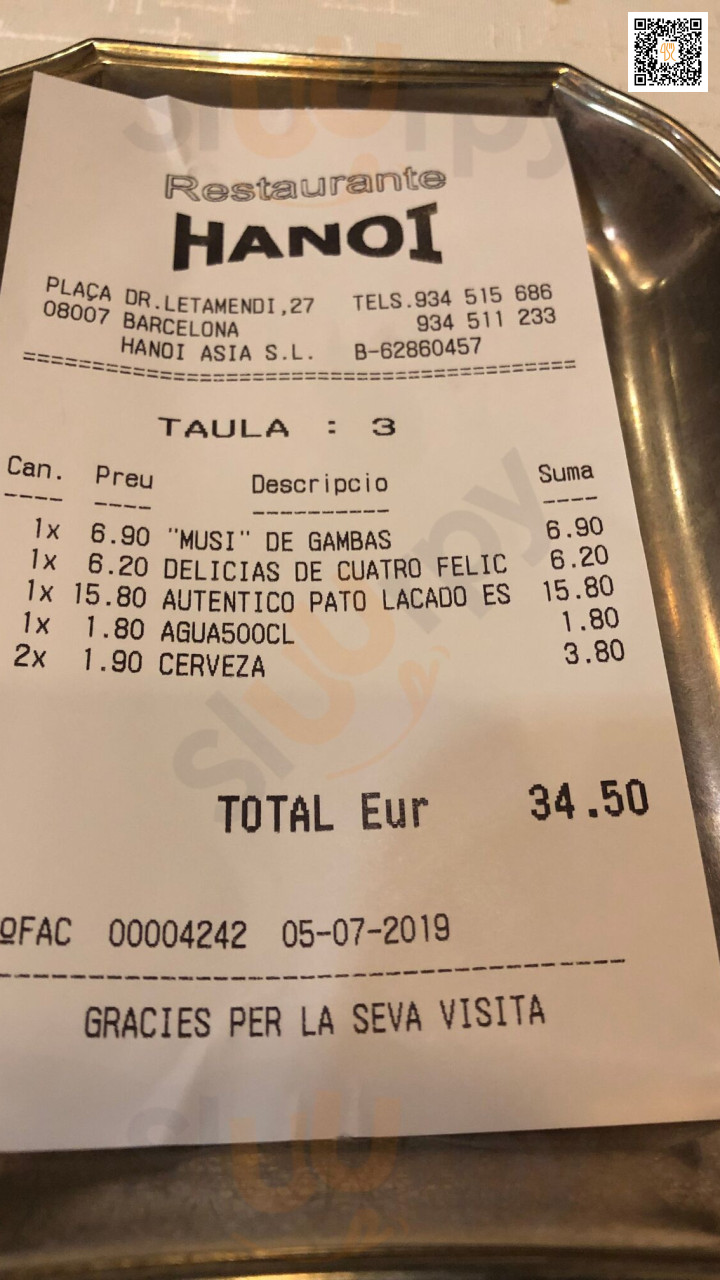 Restaurante
HANOI
PLAÇA DR.LETAMENDI,27 TELS.934 515 686
08007 BARCELONA 934 511 233
HANOI ASIA S.L. B-62860457
TAULA : 3
Can. Preu Descripcio Suma
1x 6.90 "MUSI" DE GAMBAS 6.90
1x 6.20 DELICIAS DE CUATRO FELIC 6.20
1x 15.80 AUTENTICO PATO LACADO ES 15.80
1x 1.80 AGUA500CL 1.80
2x 1.90 CERVEZA 3.80
TOTAL Eur 34.50
ºFAC 00004242 05-07-2019
GRACIES PER LA SEVA VISITA
sluurpy
sluurpy
sluurpy